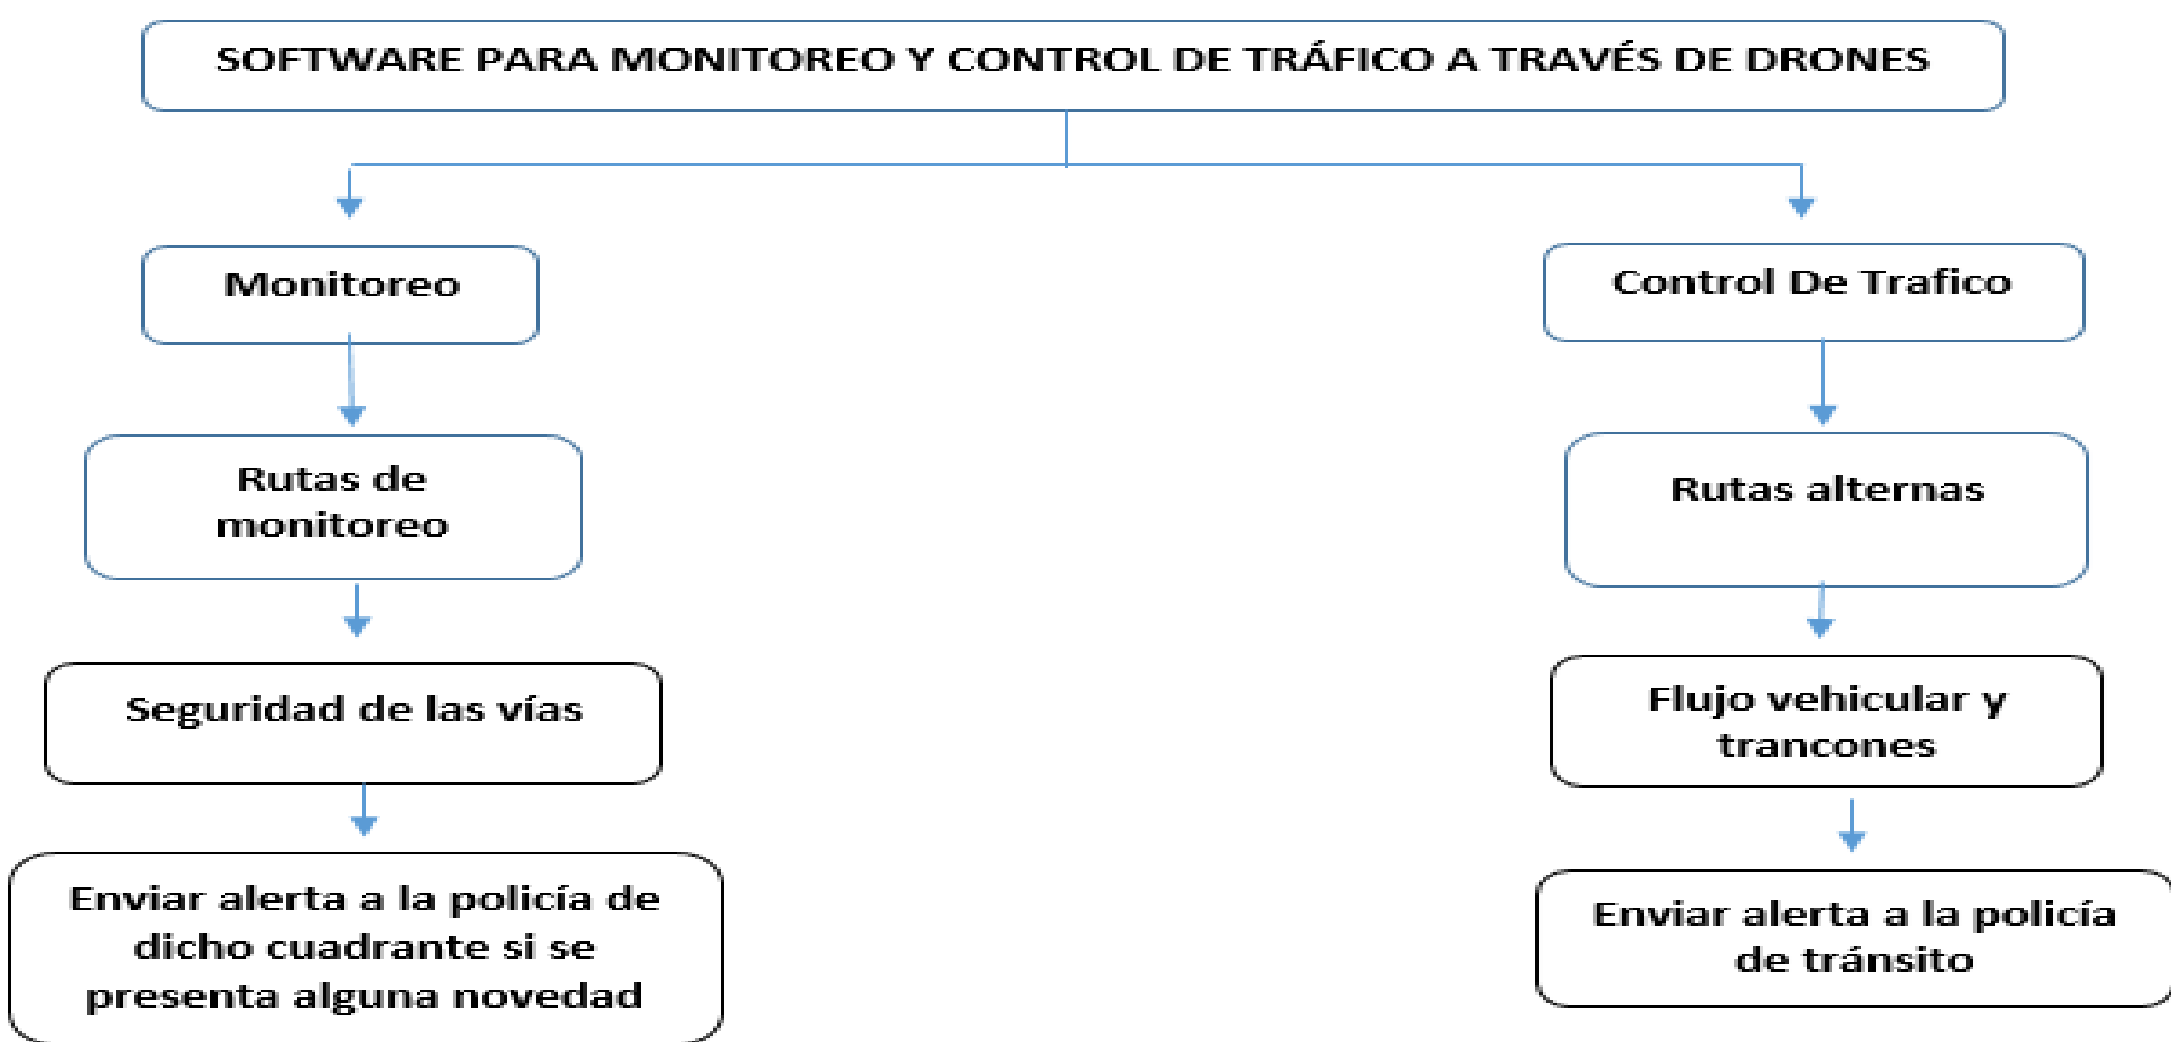 SOFTWARE PARA MONITOREO Y CONTROL DE TRÁFICO A TRAVÉS DE DRONES
Monitoreo
Control De Trafico
Rutas de
monitoreo
Rutas alternas
Seguridad de las vías
Flujo vehicular y
trancones
Enviar alerta a la policía de
dicho cuadrante si se
presenta alguna novedad
Enviar alerta a la policía
de tránsito